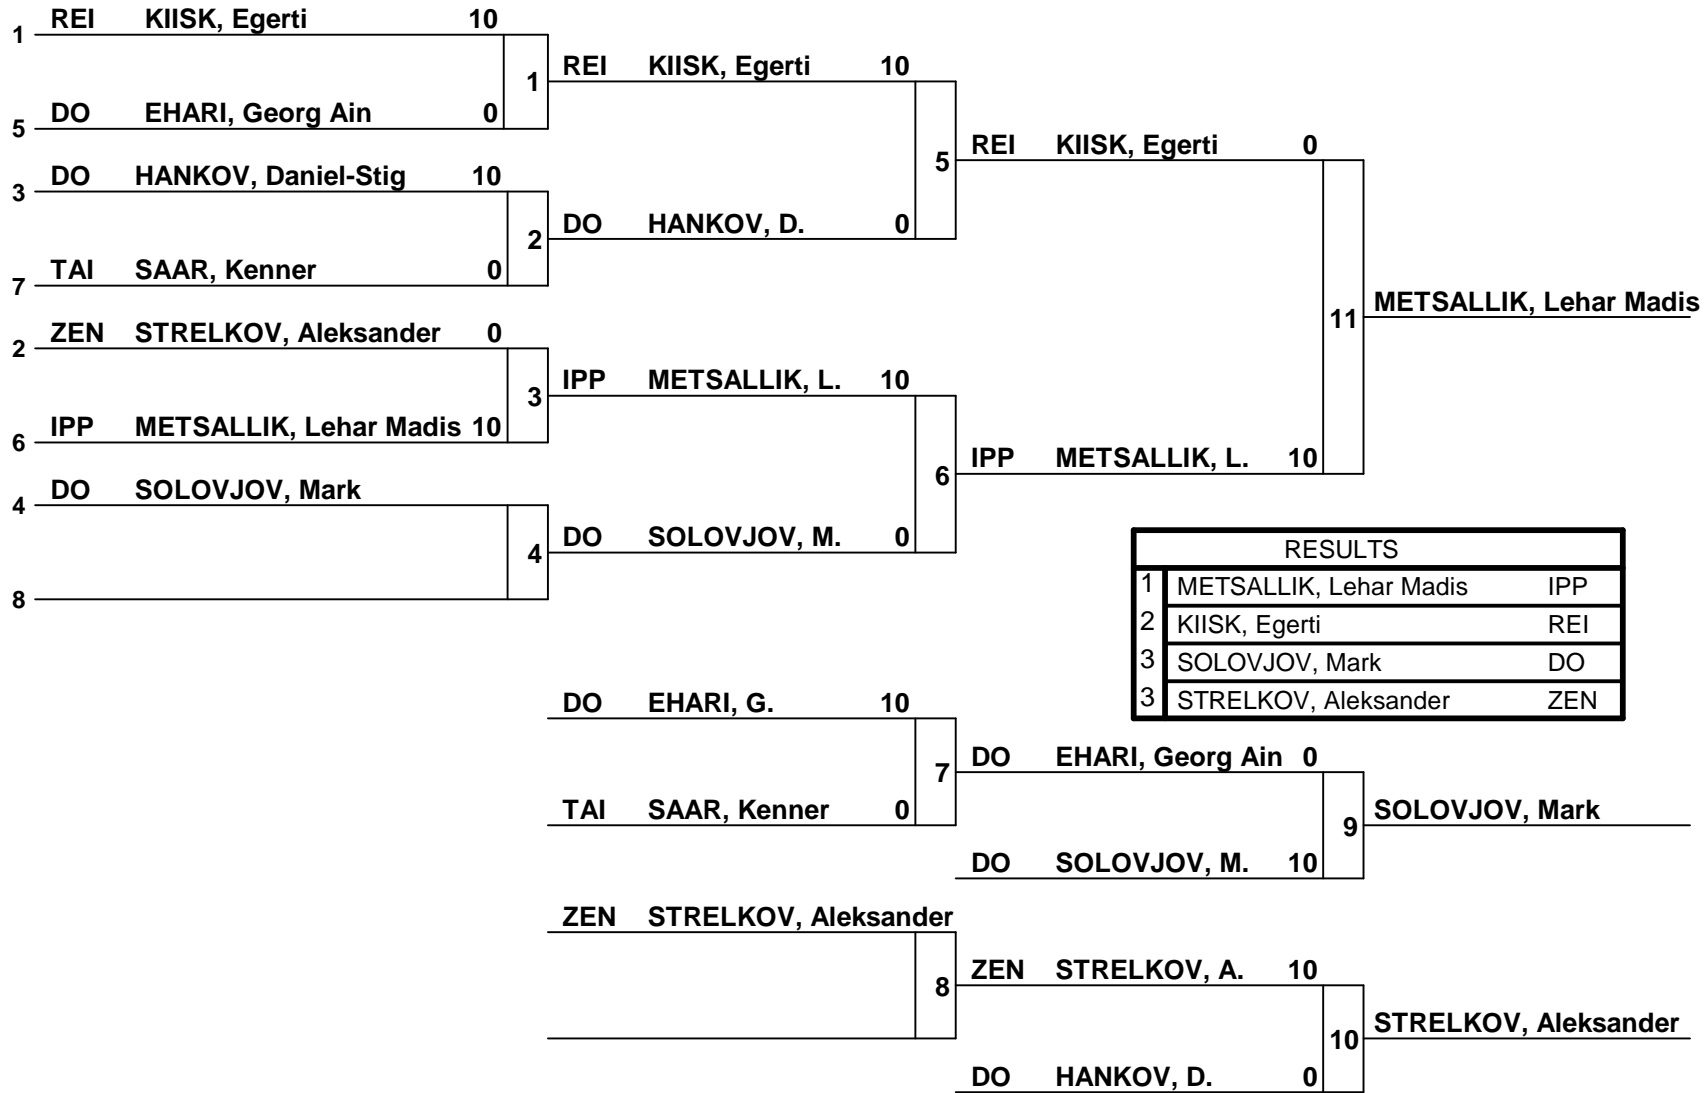 1 REI KIISK, Egerti 10
5 DO EHARI, Georg Ain 0
1
3 DO HANKOV, Daniel-Stig 10
7 TAI SAAR, Kenner 0
2
2 ZEN STRELKOV, Aleksander 0
6 IPP METSALLIK, Lehar Madis 10
3
4 DO SOLOVJOV, Mark
8
4
REI KIISK, Egerti 10
DO HANKOV, D. 0
5
IPP METSALLIK, L. 10
DO SOLOVJOV, M. 0
6
REI KIISK, Egerti 0
IPP METSALLIK, L. 10
11
METSALLIK, Lehar Madis
RESULTS
1 METSALLIK, Lehar Madis IPP
2 KIISK, Egerti REI
3 SOLOVJOV, Mark DO
3 STRELKOV, Aleksander ZEN
DO EHARI, G. 10
TAI SAAR, Kenner 0
7
DO EHARI, Georg Ain 0
DO SOLOVJOV, M. 10
9
SOLOVJOV, Mark
ZEN STRELKOV, Aleksander
8
ZEN STRELKOV, A. 10
DO HANKOV, D. 0
10
STRELKOV, Aleksander